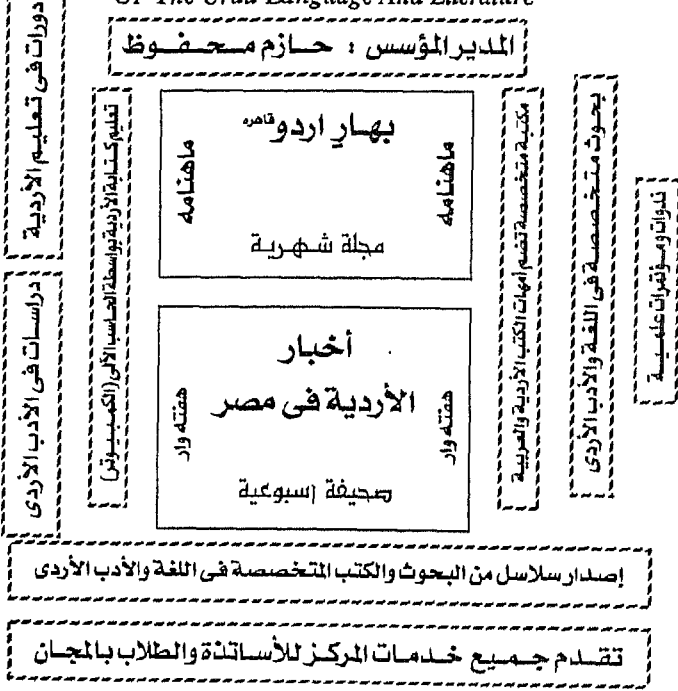 Of The Urdu Language And Literature
المدير المؤسس : حازم محفوظ
دورات فى تعليم الأردية
دراسات فى الأدب الأردى
تعليم كتابة الأردية بواسطة الحاسب الآلى (الكمبيوتر)
ماهنامه
بهارِ اردو قاهره
ماهنامه
مجلة شهرية
أخبار
الأردية فى مصر
هفته وار
هفته وار
صحيفة إسبوعية
مكتبة متخصصة تضم أمهات الكتب الأردية والعربية
بحوث متخصصة فى اللغة والأدب الأردى
ندوات ومؤتمرات علمية
إصدار سلاسل من البحوث والكتب المتخصصة فى اللغة والأدب الأردى
تقدم جميع خدمات المركز للأساتذة والطلاب بالمجان